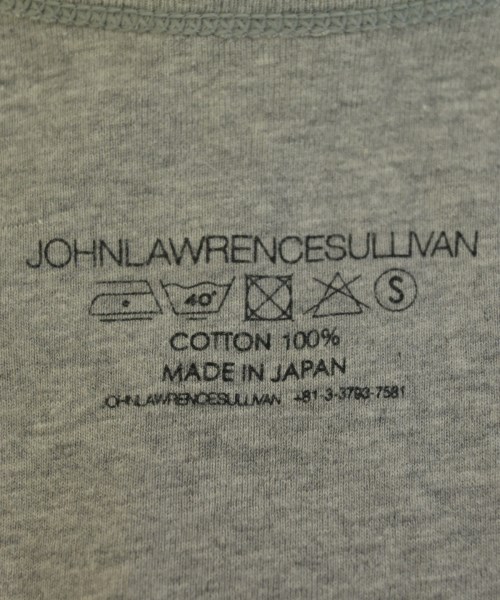 JOHNLAWRENCESULLIVAN
40° S
COTTON 100%
MADE IN JAPAN
JOHNLAWRENCESULLIVAN +81-3-3793-7581